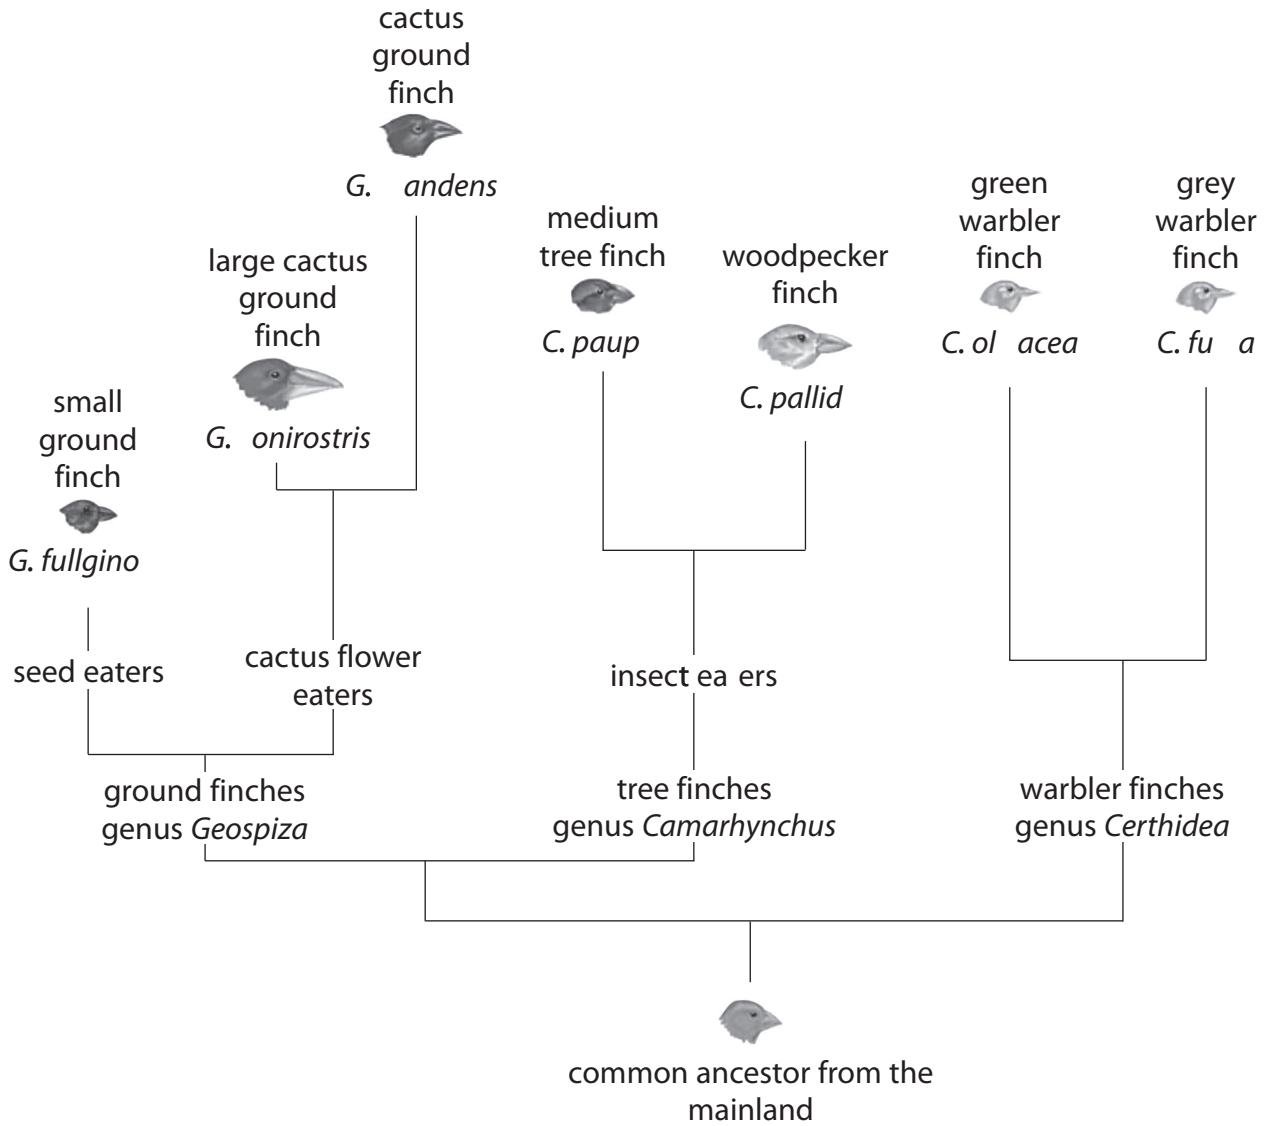 cactus
ground
finch
G. andens
large cactus
ground
finch
G. onirostris
small
ground
finch
G. fullgino
medium
tree finch
C. paup
woodpecker
finch
C. pallid
green
warbler
finch
C. ol acea
grey
warbler
finch
C. fu a
seed eaters
cactus flower
eaters
insect ea ers
ground finches
genus Geospiza
tree finches
genus Camarhynchus
warbler finches
genus Certhidea
common ancestor from the
mainland